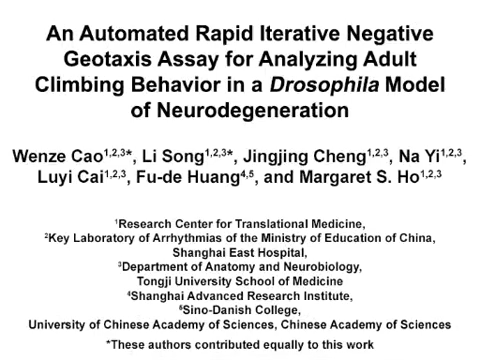 An Automated Rapid Iterative Negative
Geotaxis Assay for Analyzing Adult
Climbing Behavior in a Drosophila Model
of Neurodegeneration
Wenze Cao1,2,3*, Li Song1,2,3*, Jingjing Cheng1,2,3, Na Yi1,2,3,
Luyi Cai1,2,3, Fu-de Huang4,5, and Margaret S. Ho1,2,3
1Research Center for Translational Medicine,
2Key Laboratory of Arrhythmias of the Ministry of Education of China,
Shanghai East Hospital,
3Department of Anatomy and Neurobiology,
Tongji University School of Medicine
4Shanghai Advanced Research Institute,
5Sino-Danish College,
University of Chinese Academy of Sciences, Chinese Academy of Sciences
*These authors contributed equally to this work